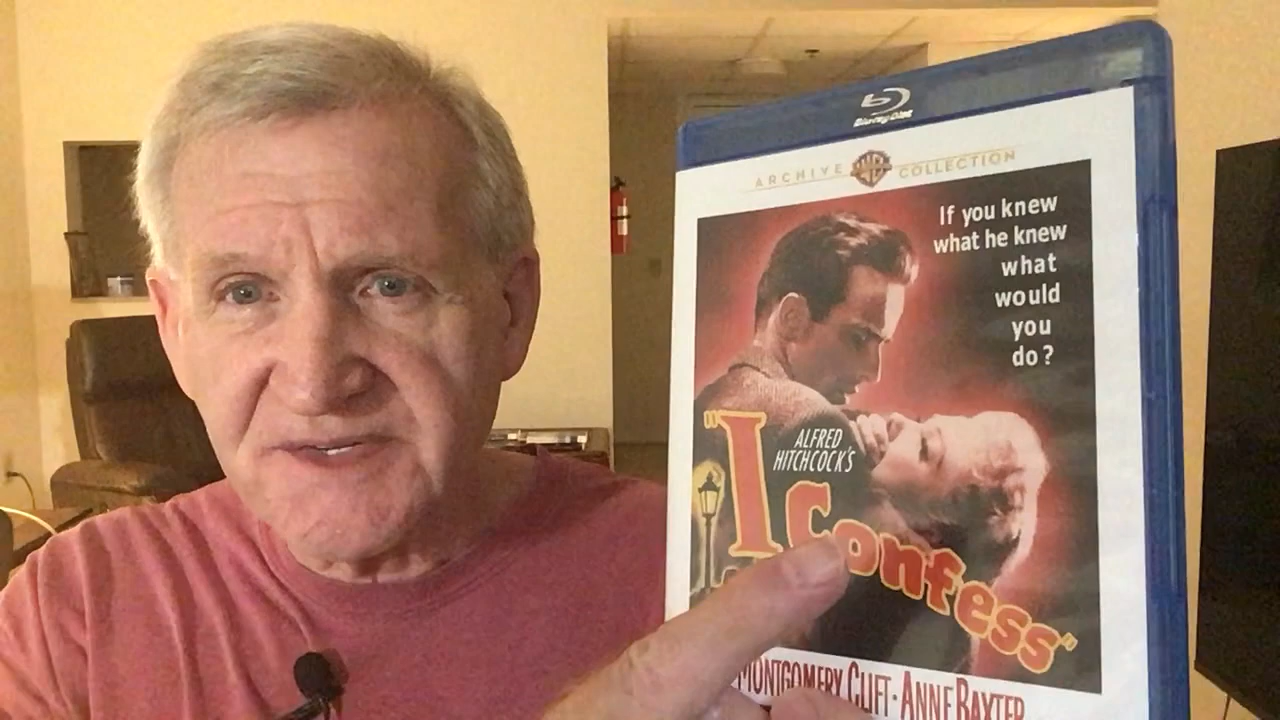 Blu-ray Disc
ARCHIVE WB COLLECTION
If you knew
what he knew
what
would
you
do?
ALFRED
HITCHCOCK'S
"I Confess"
MONTGOMERY CLIFT · ANNE BAXTER